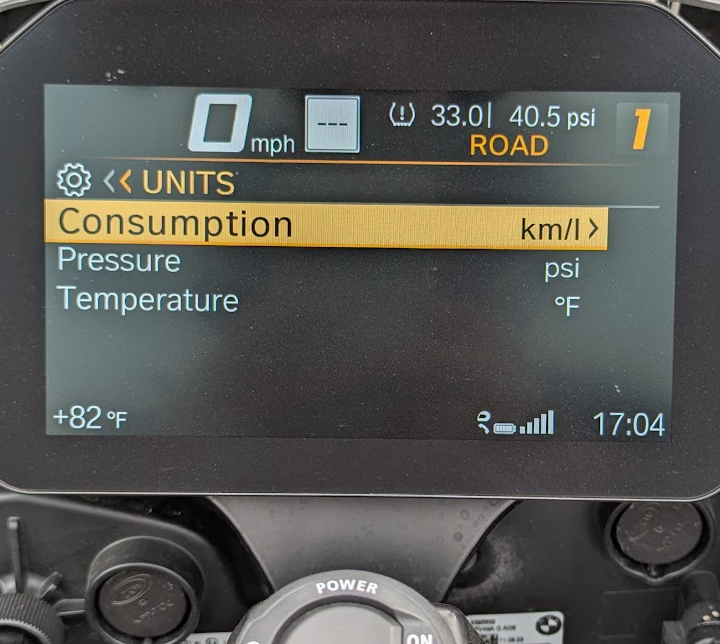 0 mph --- 33.0| 40.5 psi 1
ROAD
<< UNITS
Consumption km/l >
Pressure psi
Temperature °F
+82 °F 17:04
POWER
ON